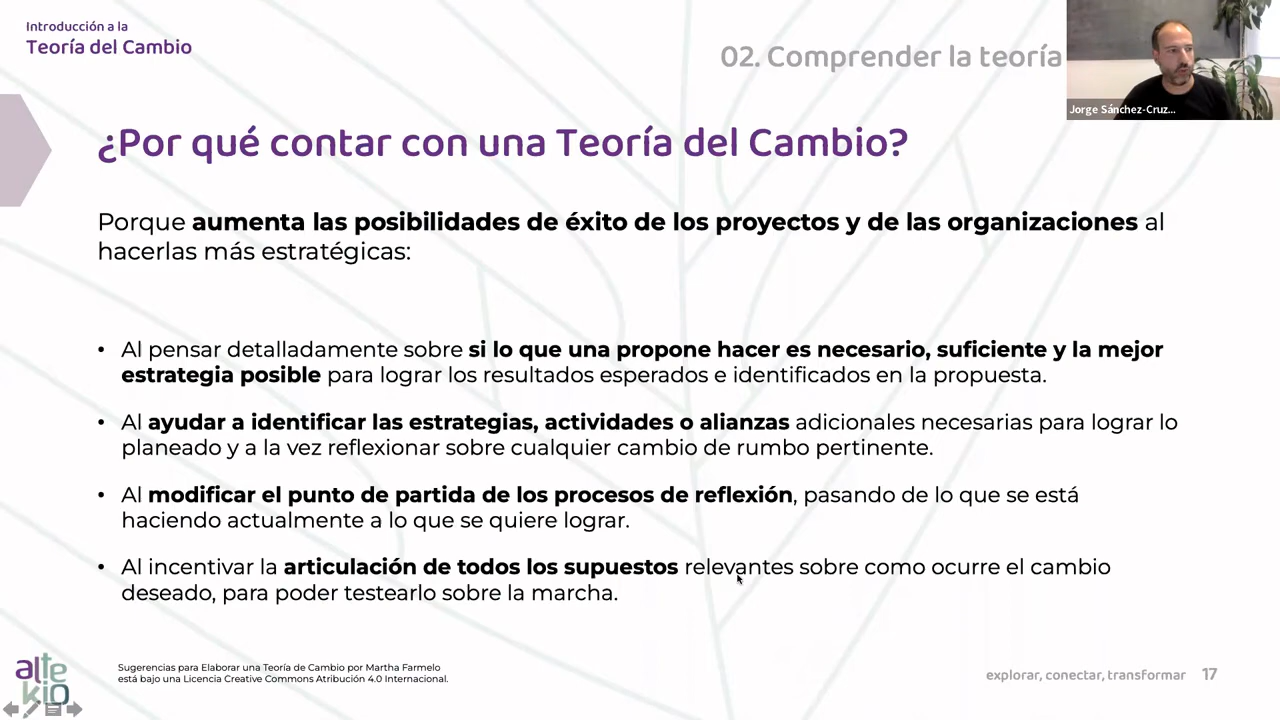 Introducción a la
Teoría del Cambio
02. Comprender la teoría
Jorge Sánchez-Cruz...
¿Por qué contar con una Teoría del Cambio?
Porque aumenta las posibilidades de éxito de los proyectos y de las organizaciones al
hacerlas más estratégicas:
• Al pensar detalladamente sobre si lo que una propone hacer es necesario, suficiente y la mejor
estrategia posible para lograr los resultados esperados e identificados en la propuesta.
• Al ayudar a identificar las estrategias, actividades o alianzas adicionales necesarias para lograr lo
planeado y a la vez reflexionar sobre cualquier cambio de rumbo pertinente.
• Al modificar el punto de partida de los procesos de reflexión, pasando de lo que se está
haciendo actualmente a lo que se quiere lograr.
• Al incentivar la articulación de todos los supuestos relevantes sobre como ocurre el cambio
deseado, para poder testearlo sobre la marcha.
alte
kio
Sugerencias para Elaborar una Teoría de Cambio por Martha Farmelo
está bajo una Licencia Creative Commons Atribución 4.0 Internacional.
explorar, conectar, transformar 17